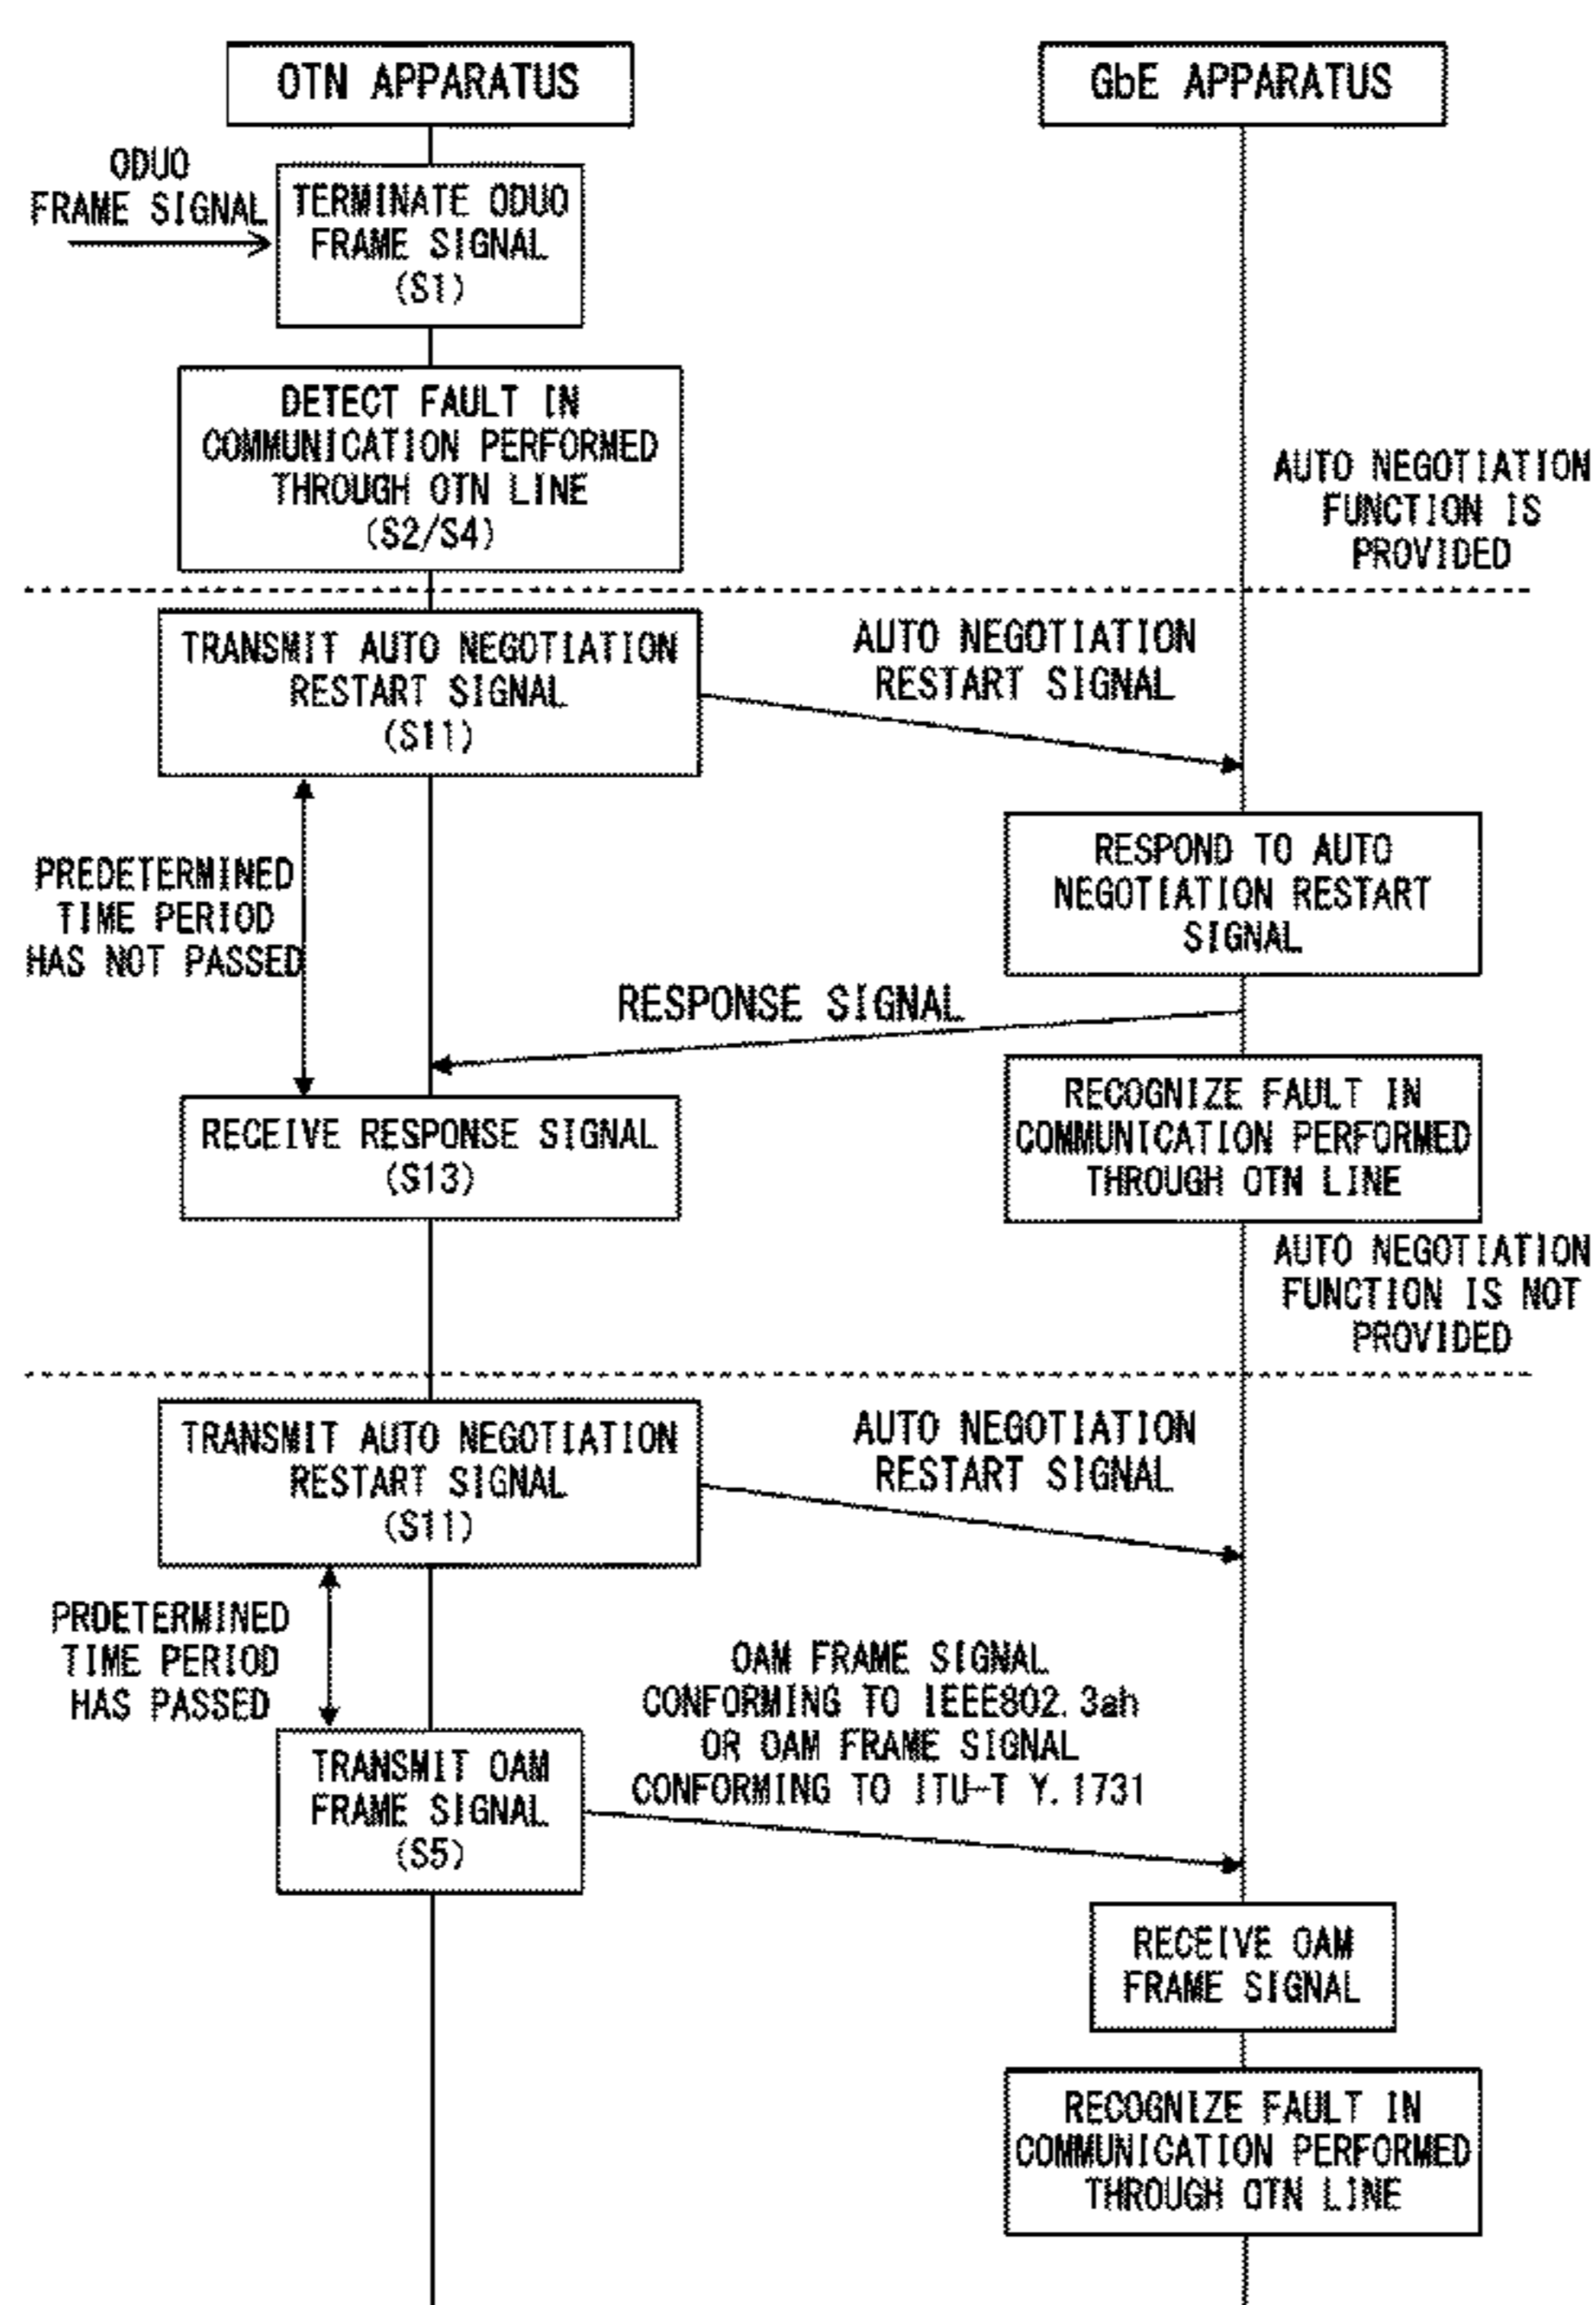 OTN APPARATUS
GbE APPARATUS
ODU0
FRAME SIGNAL
TERMINATE ODU0
FRAME SIGNAL
(S1)
DETECT FAULT IN
COMMUNICATION PERFORMED
THROUGH OTN LINE
(S2/S4)
AUTO NEGOTIATION
FUNCTION IS
PROVIDED
TRANSMIT AUTO NEGOTIATION
RESTART SIGNAL
(S11)
AUTO NEGOTIATION
RESTART SIGNAL
PREDETERMINED
TIME PERIOD
HAS NOT PASSED
RESPOND TO AUTO
NEGOTIATION RESTART
SIGNAL
RESPONSE SIGNAL
RECEIVE RESPONSE SIGNAL
(S13)
RECOGNIZE FAULT IN
COMMUNICATION PERFORMED
THROUGH OTN LINE
AUTO NEGOTIATION
FUNCTION IS NOT
PROVIDED
TRANSMIT AUTO NEGOTIATION
RESTART SIGNAL
(S11)
AUTO NEGOTIATION
RESTART SIGNAL
PRDETERMINED
TIME PERIOD
HAS PASSED
OAM FRAME SIGNAL
CONFORMING TO IEEE802.3ah
OR OAM FRAME SIGNAL
CONFORMING TO ITU-T Y.1731
TRANSMIT OAM
FRAME SIGNAL
(S5)
RECEIVE OAM
FRAME SIGNAL
RECOGNIZE FAULT IN
COMMUNICATION PERFORMED
THROUGH OTN LINE